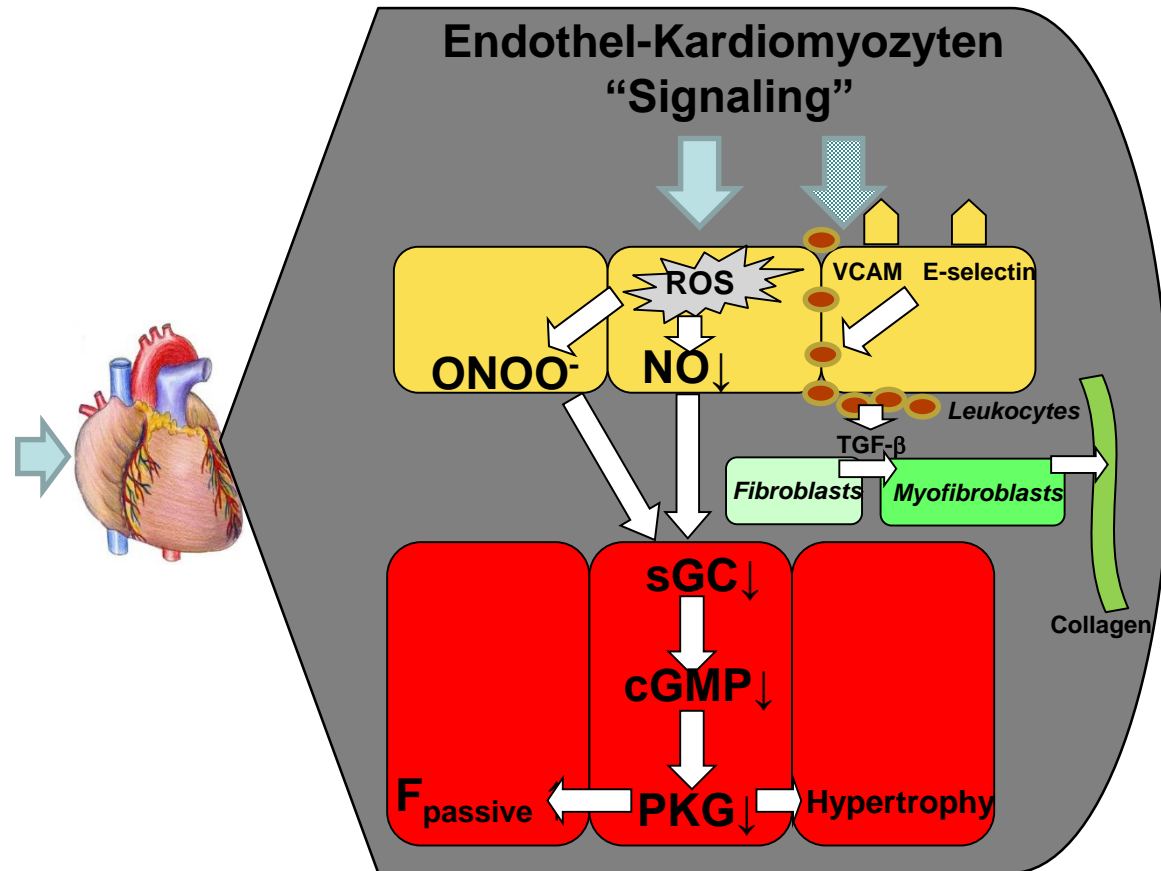 Endothel-Kardiomyozyten
“Signaling”
VCAM E-selectin
ROS
ONOO-
NO↓
Leukocytes
TGF-β
Fibroblasts
Myofibroblasts
sGC↓
Collagen
cGMP↓
Fpassive
PKG↓
Hypertrophy